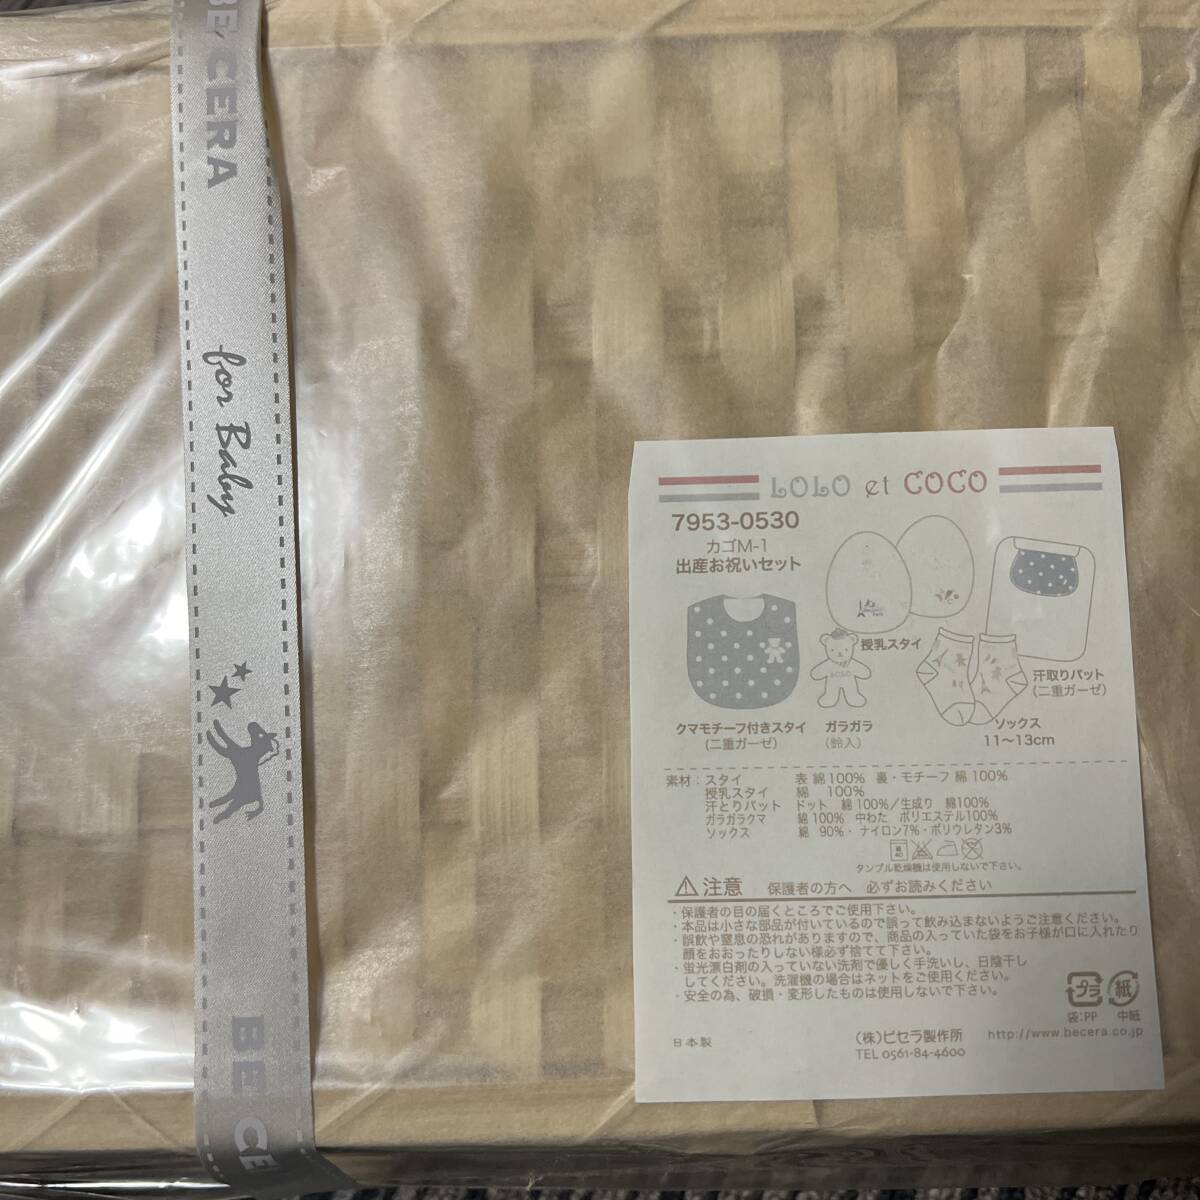 BE CERA
for Baby
BE CE
LOLO et COCO
7953-0530
カゴM-1
出産お祝いセット
授乳スタイ
汗取りパット
(二重ガーゼ)
クマモチーフ付きスタイ
(二重ガーゼ)
ガラガラ
(鈴入)
ソックス
11〜13cm
素材：スタイ 表 綿100% 裏・モチーフ 綿 100%
授乳スタイ 綿 100%
汗とりパット ドット 綿 100%／生成り 綿100%
ガラガラクマ 綿 100% 中わた ポリエステル100%
ソックス 綿 90%・ナイロン7%・ポリウレタン3%
タンブル乾燥機は使用しないで下さい。
注意 保護者の方へ 必ずお読みください
・保護者の目の届くところでご使用下さい。
・本品は小さな部品が付いているので誤って飲み込まないようご注意ください。
・誤飲や窒息の恐れがありますので、商品の入っていた袋をお子様が口に入れたり
顔をおおったりしない様必ず捨てて下さい。
・蛍光漂白剤の入っていない洗剤で優しく手洗いし、日陰干し
してください。洗濯機の場合はネットをご使用ください。
・安全の為、破損・変形したものは使用しないで下さい。
プラ 紙
袋:PP 中紙
日本製
(株)ビセラ製作所 http://www.becera.co.jp
TEL 0561-84-4600